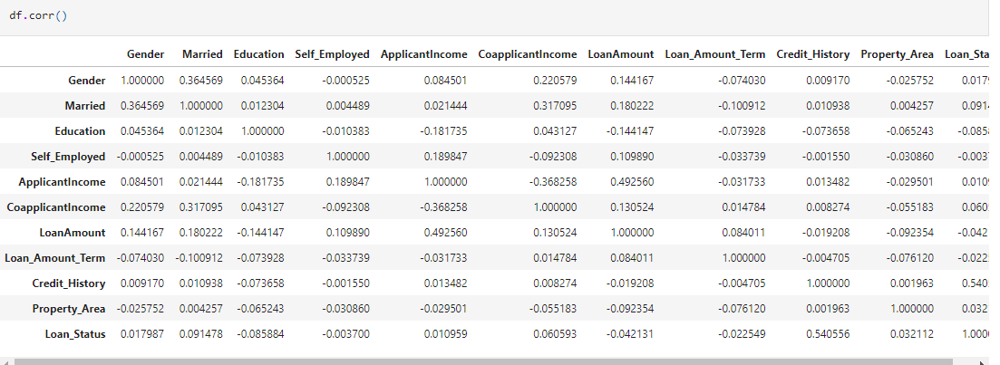 df.corr()
Gender Married Education Self_Employed ApplicantIncome CoapplicantIncome LoanAmount Loan_Amount_Term Credit_History Property_Area Loan_Sta
Gender 1.000000 0.364569 0.045364 -0.000525 0.084501 0.220579 0.144167 -0.074030 0.009170 -0.025752 0.017
Married 0.364569 1.000000 0.012304 0.004489 0.021444 0.317095 0.180222 -0.100912 0.010938 0.004257 0.091
Education 0.045364 0.012304 1.000000 -0.010383 -0.181735 0.043127 -0.144147 -0.073928 -0.073658 -0.065243 -0.085
Self_Employed -0.000525 0.004489 -0.010383 1.000000 0.189847 -0.092308 0.109890 -0.033739 -0.001550 -0.030860 -0.003
ApplicantIncome 0.084501 0.021444 -0.181735 0.189847 1.000000 -0.368258 0.492560 -0.031733 0.013482 -0.029501 0.010
CoapplicantIncome 0.220579 0.317095 0.043127 -0.092308 -0.368258 1.000000 0.130524 0.014784 0.008274 -0.055183 0.060
LoanAmount 0.144167 0.180222 -0.144147 0.109890 0.492560 0.130524 1.000000 0.084011 -0.019208 -0.092354 -0.042
Loan_Amount_Term -0.074030 -0.100912 -0.073928 -0.033739 -0.031733 0.014784 0.084011 1.000000 -0.004705 -0.076120 -0.022
Credit_History 0.009170 0.010938 -0.073658 -0.001550 0.013482 0.008274 -0.019208 -0.004705 1.000000 0.001963 0.540
Property_Area -0.025752 0.004257 -0.065243 -0.030860 -0.029501 -0.055183 -0.092354 -0.076120 0.001963 1.000000 0.032
Loan_Status 0.017987 0.091478 -0.085884 -0.003700 0.010959 0.060593 -0.042131 -0.022549 0.540556 0.032112 1.000